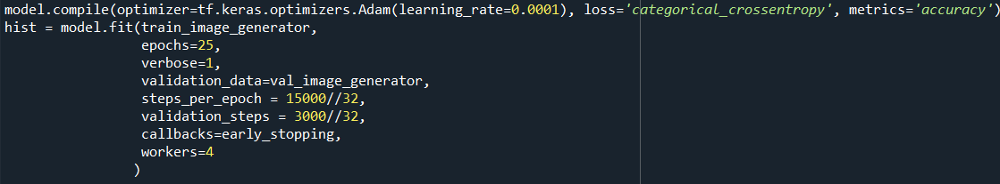 model.compile(optimizer=tf.keras.optimizers.Adam(learning_rate=0.0001), loss='categorical_crossentropy', metrics='accuracy')
hist = model.fit(train_image_generator,
epochs=25,
verbose=1,
validation_data=val_image_generator,
steps_per_epoch = 15000//32,
validation_steps = 3000//32,
callbacks=early_stopping,
workers=4
)